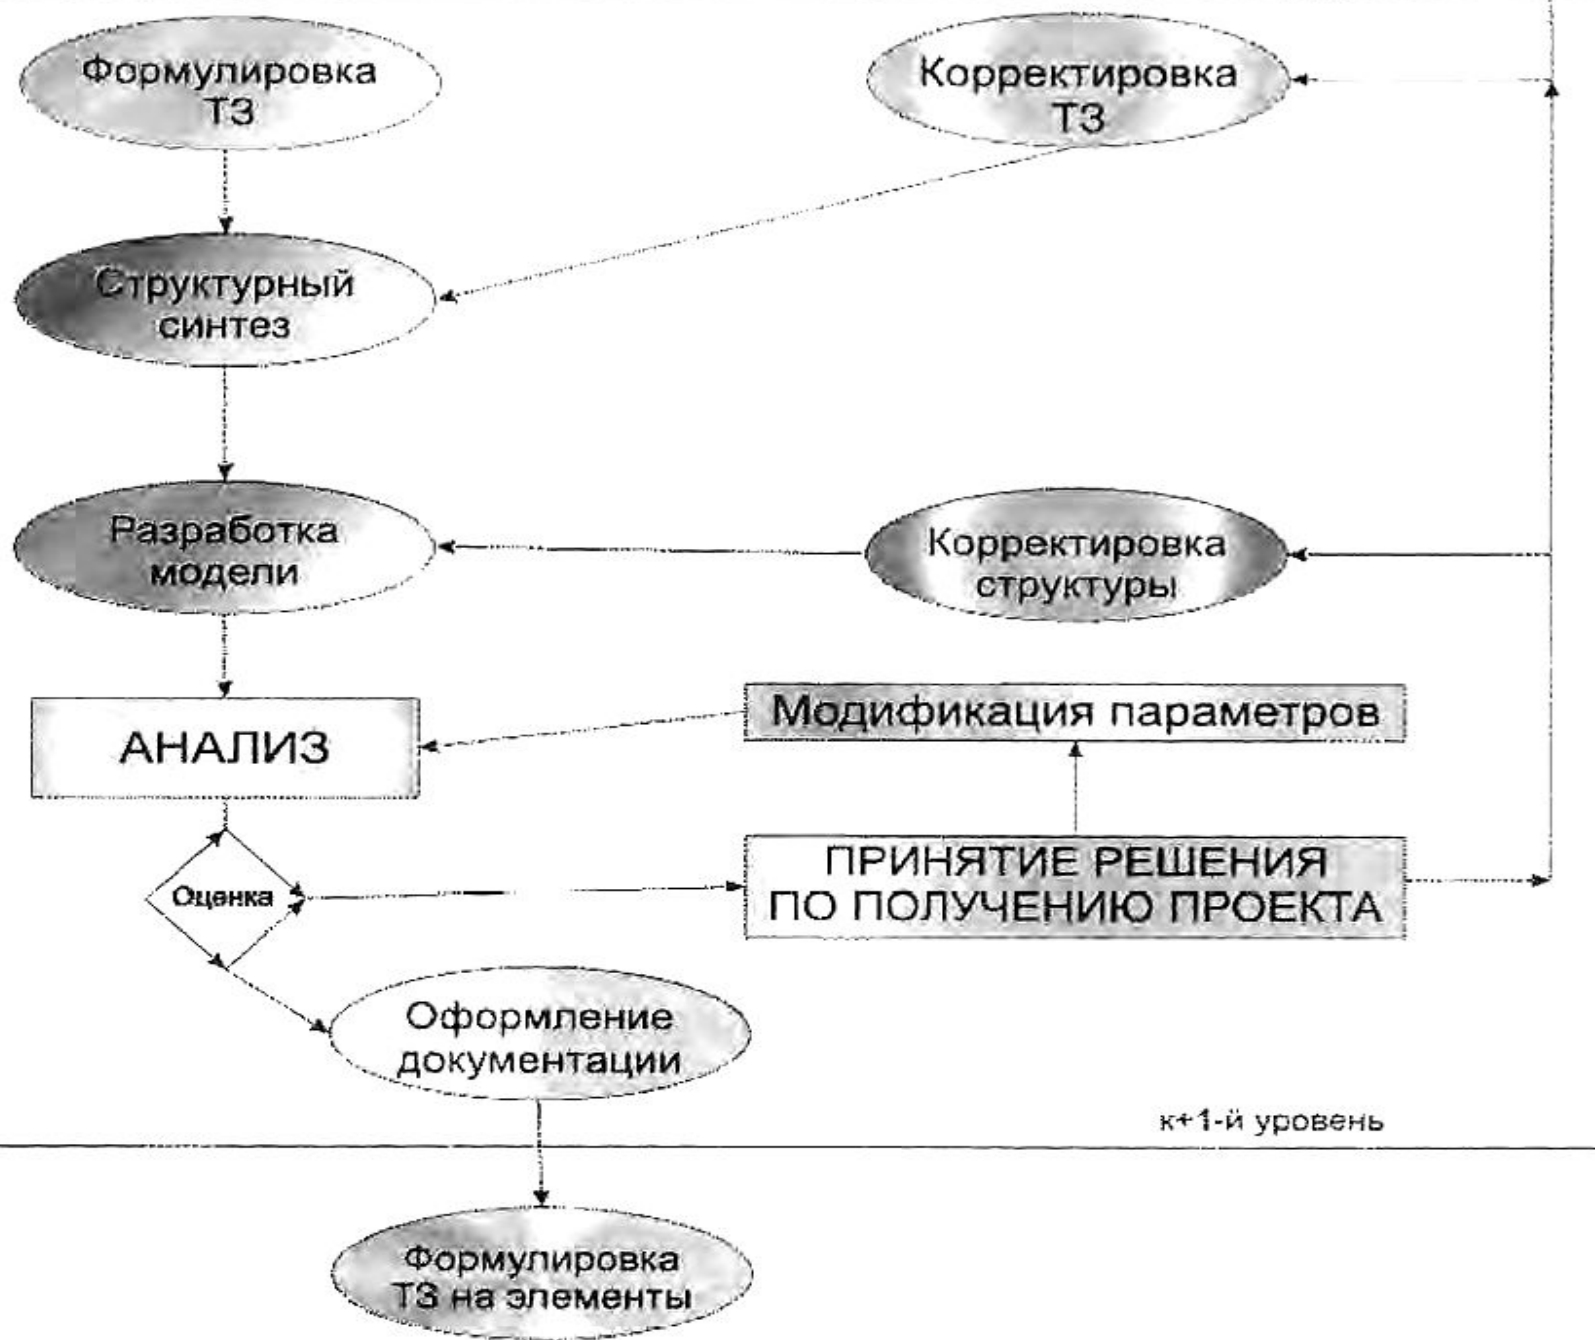 Формулировка
ТЗ
Корректировка
ТЗ
Структурный
синтез
Разработка
модели
Корректировка
структуры
АНАЛИЗ
Модификация параметров
Оценка
ПРИНЯТИЕ РЕШЕНИЯ
ПО ПОЛУЧЕНИЮ ПРОЕКТА
Оформление
документации
к+1-й уровень
Формулировка
ТЗ на элементы